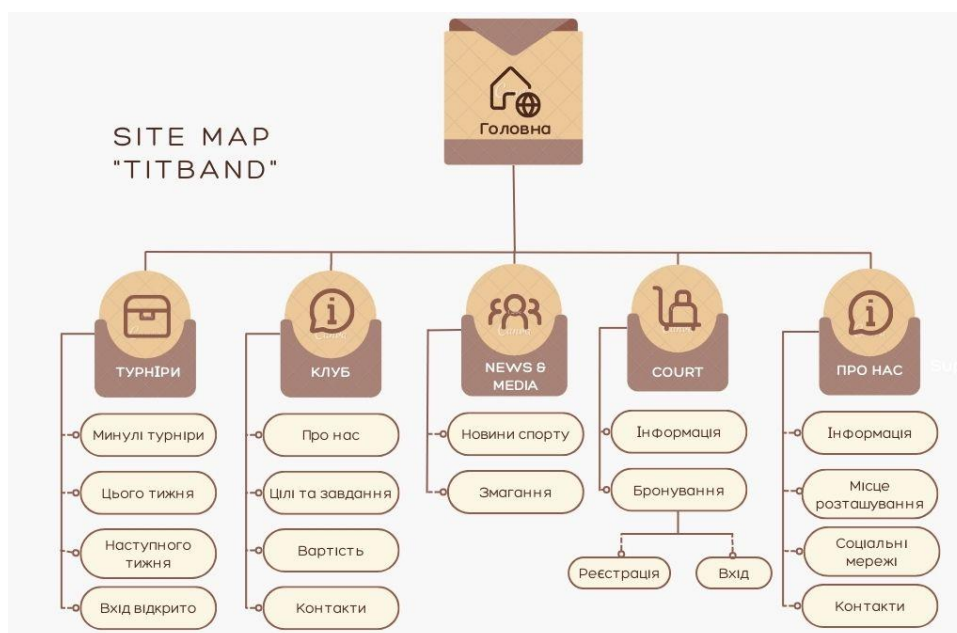 Головна
SITE MAP
"TITBAND"
ТУРНІРИ
КЛУБ
NEWS &
MEDIA
COURT
ПРО НАС
Минулі турніри
Цього тижня
Наступного
тижня
Вхід відкрито
Про нас
Цілі та завдання
Вартість
Контакти
Новини спорту
Змагання
Інформація
Бронування
Реєстрація
Вхід
Інформація
Місце
розташування
Соціальні
мережі
Контакти